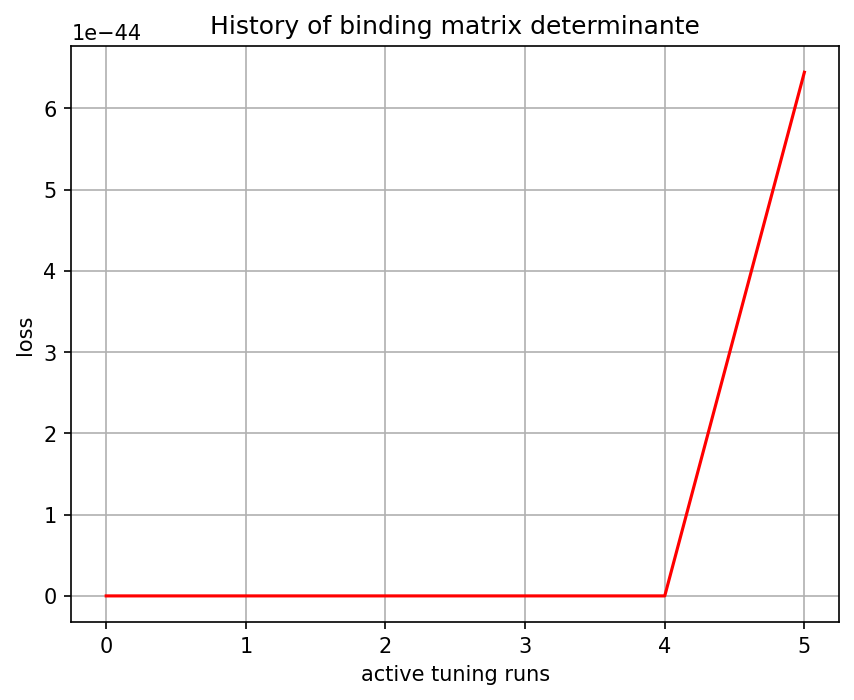 History of binding matrix determinante
1e−44
6
5
4
3
2
1
0
loss
0 1 2 3 4 5
active tuning runs